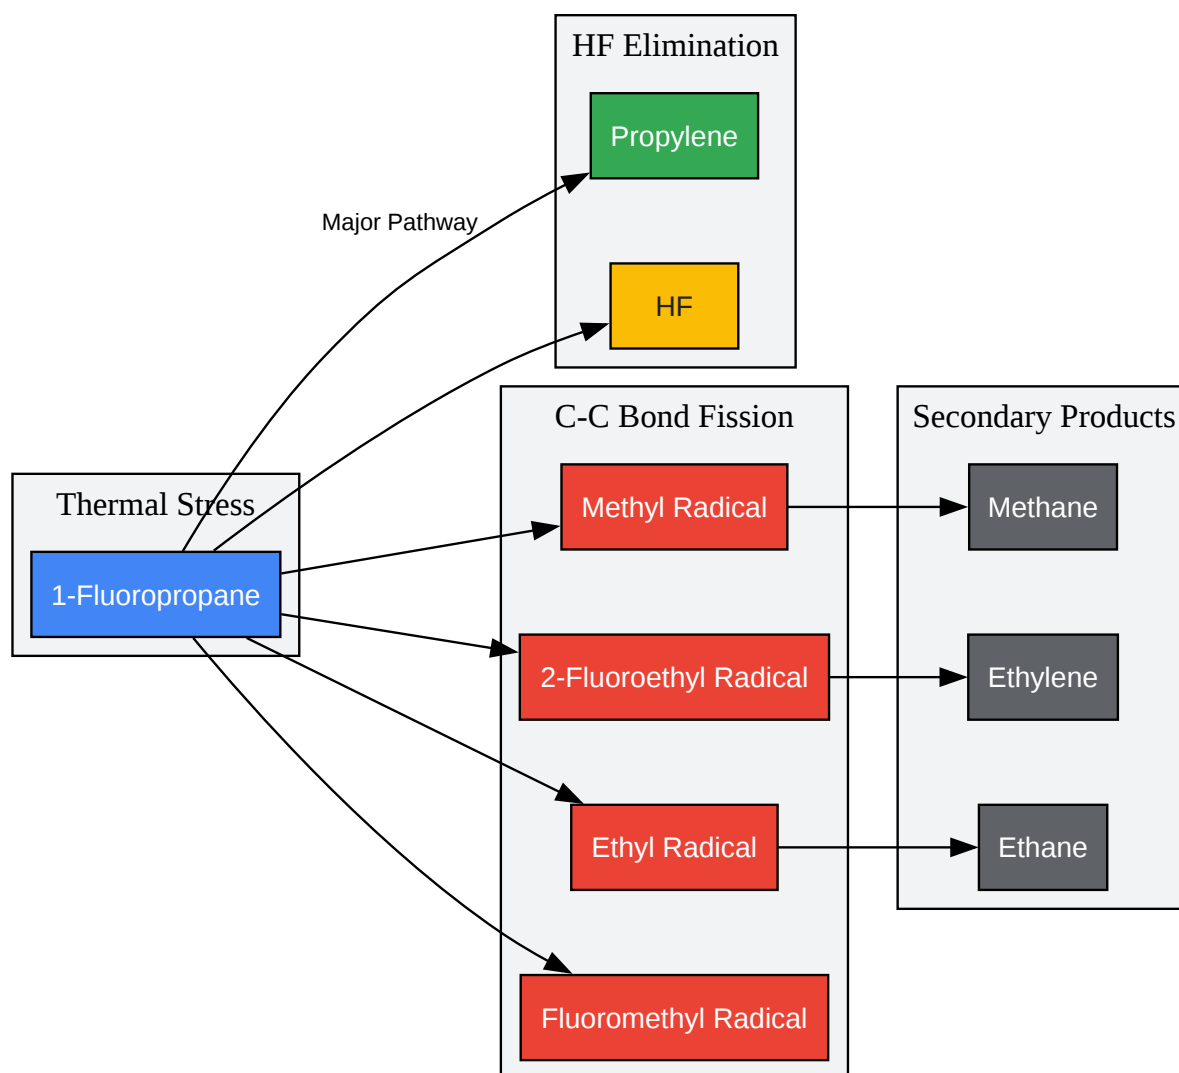 HF Elimination
Propylene
Major Pathway
HF
C-C Bond Fission
Secondary Products
Thermal Stress
Methyl Radical
Methane
1-Fluoropropane
2-Fluoroethyl Radical
Ethylene
Ethyl Radical
Ethane
Fluoromethyl Radical